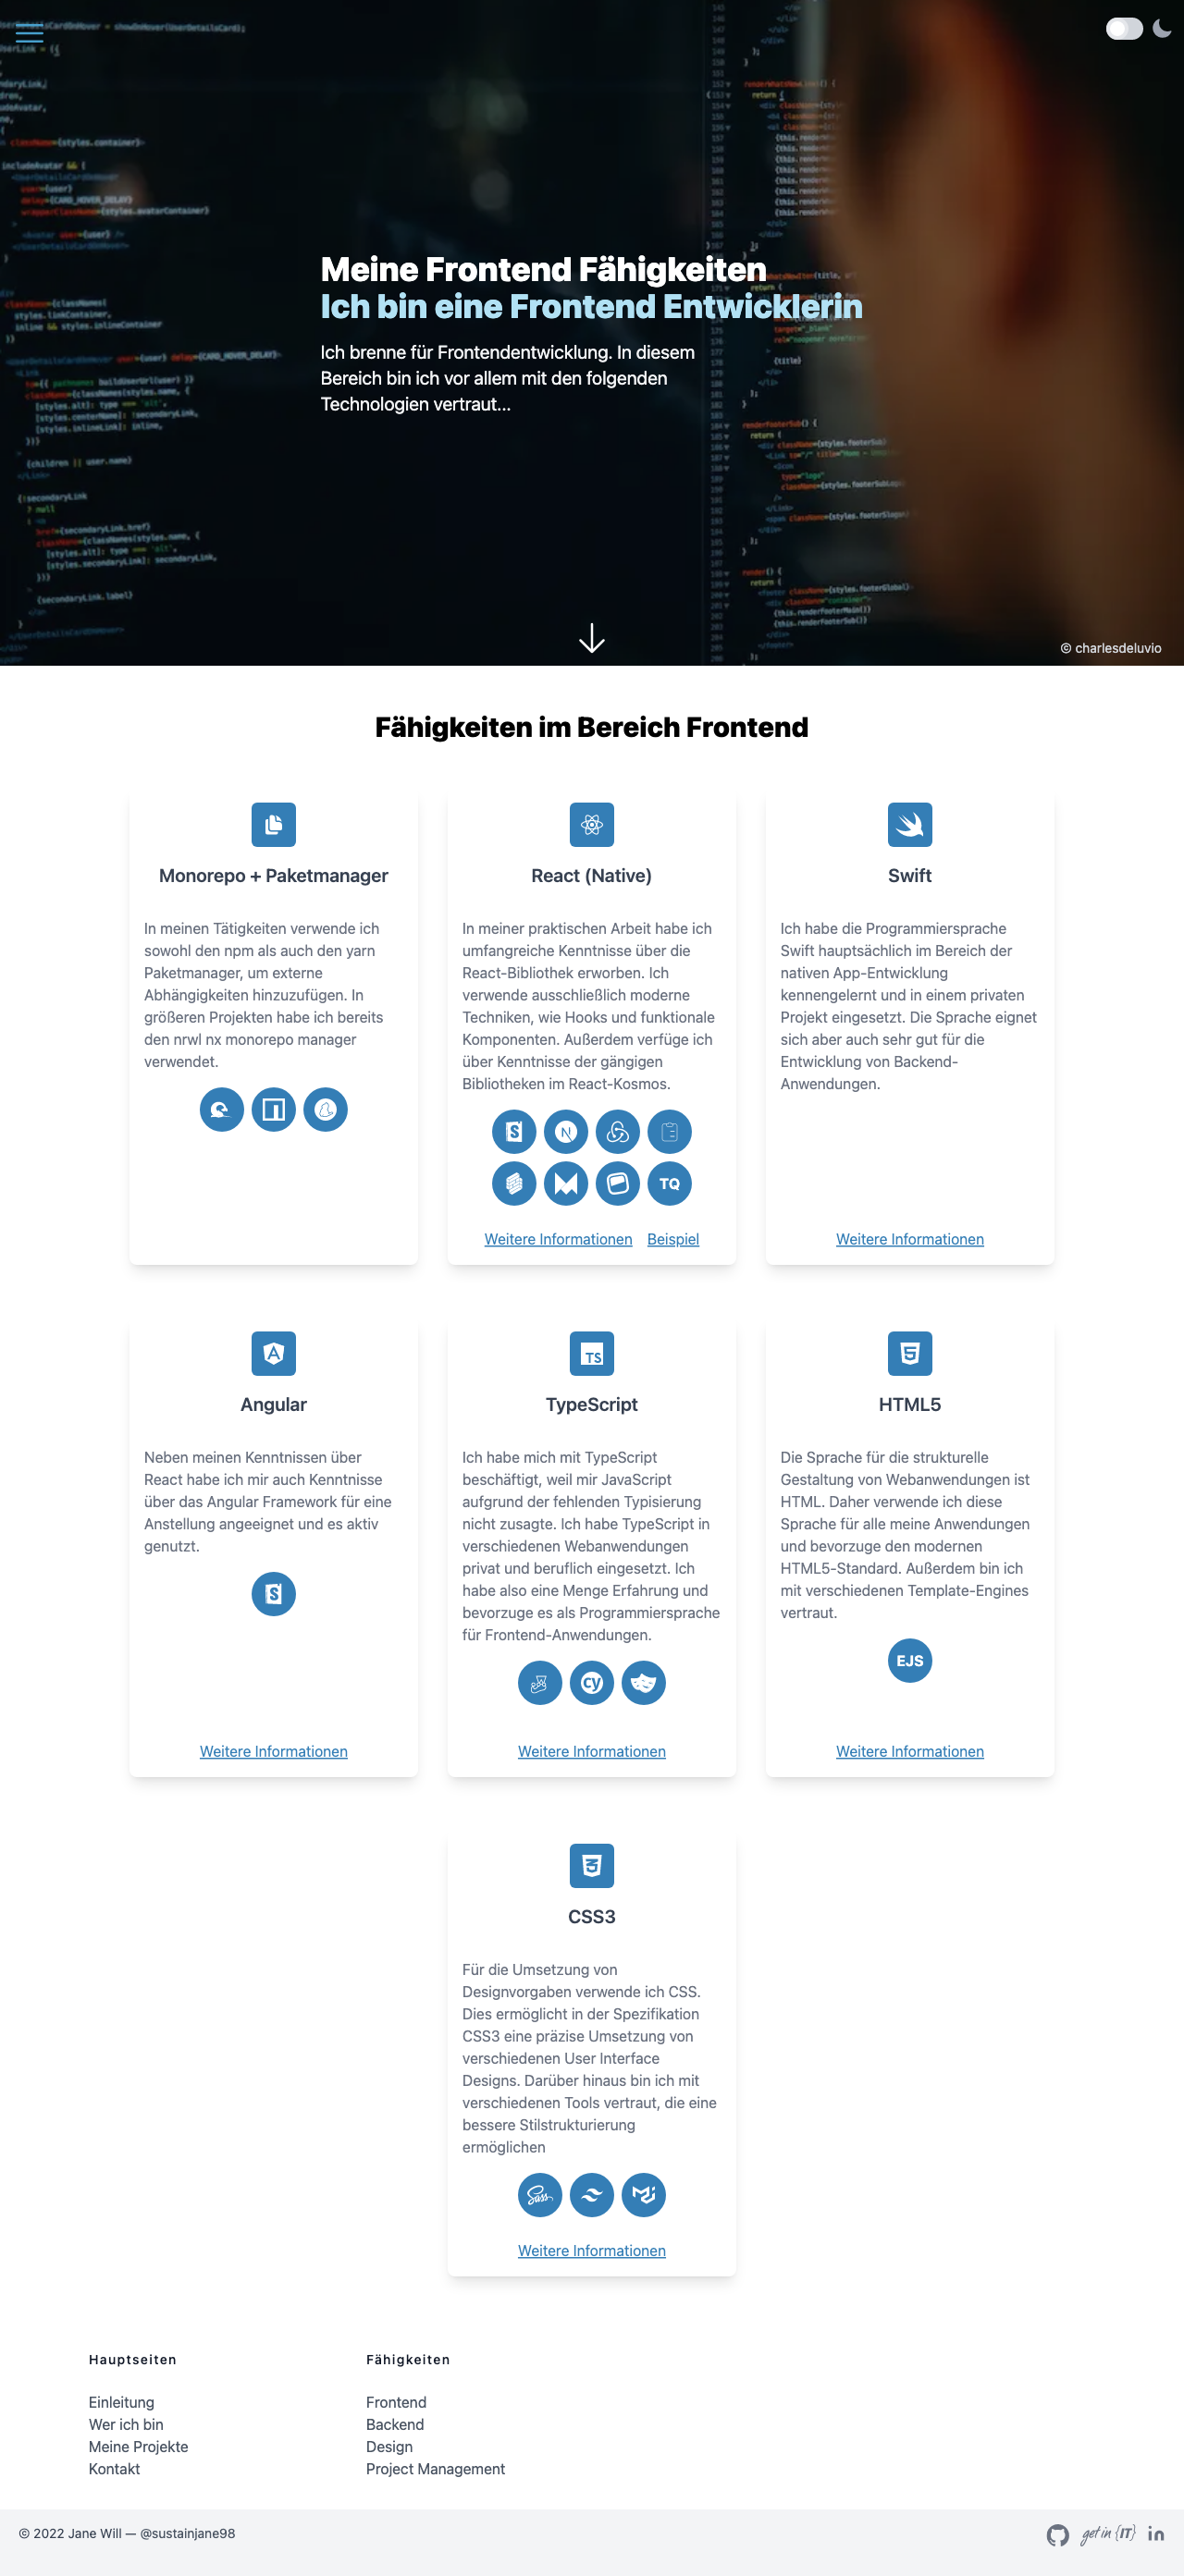 Meine Frontend Fähigkeiten
Ich bin eine Frontend Entwicklerin
Ich brenne für Frontendentwicklung. In diesem
Bereich bin ich vor allem mit den folgenden
Technologien vertraut...
© charlesdeluvio
Fähigkeiten im Bereich Frontend
Monorepo + Paketmanager
In meinen Tätigkeiten verwende ich
sowohl den npm als auch den yarn
Paketmanager, um externe
Abhängigkeiten hinzuzufügen. In
größeren Projekten habe ich bereits
den nrwl nx monorepo manager
verwendet.
React (Native)
In meiner praktischen Arbeit habe ich
umfangreiche Kenntnisse über die
React-Bibliothek erworben. Ich
verwende ausschließlich moderne
Techniken, wie Hooks und funktionale
Komponenten. Außerdem verfüge ich
über Kenntnisse der gängigen
Bibliotheken im React-Kosmos.
TQ
Weitere Informationen Beispiel
Swift
Ich habe die Programmiersprache
Swift hauptsächlich im Bereich der
nativen App-Entwicklung
kennengelernt und in einem privaten
Projekt eingesetzt. Die Sprache eignet
sich aber auch sehr gut für die
Entwicklung von Backend-
Anwendungen.
Weitere Informationen
Angular
Neben meinen Kenntnissen über
React habe ich mir auch Kenntnisse
über das Angular Framework für eine
Anstellung angeeignet und es aktiv
genutzt.
Weitere Informationen
TS
TypeScript
Ich habe mich mit TypeScript
beschäftigt, weil mir JavaScript
aufgrund der fehlenden Typisierung
nicht zusagte. Ich habe TypeScript in
verschiedenen Webanwendungen
privat und beruflich eingesetzt. Ich
habe also eine Menge Erfahrung und
bevorzuge es als Programmiersprache
für Frontend-Anwendungen.
cy
Weitere Informationen
HTML5
Die Sprache für die strukturelle
Gestaltung von Webanwendungen ist
HTML. Daher verwende ich diese
Sprache für alle meine Anwendungen
und bevorzuge den modernen
HTML5-Standard. Außerdem bin ich
mit verschiedenen Template-Engines
vertraut.
EJS
Weitere Informationen
CSS3
Für die Umsetzung von
Designvorgaben verwende ich CSS.
Dies ermöglicht in der Spezifikation
CSS3 eine präzise Umsetzung von
verschiedenen User Interface
Designs. Darüber hinaus bin ich mit
verschiedenen Tools vertraut, die eine
bessere Stilstrukturierung
ermöglichen
Sass
Weitere Informationen
Hauptseiten
Einleitung
Wer ich bin
Meine Projekte
Kontakt
Fähigkeiten
Frontend
Backend
Design
Project Management
© 2022 Jane Will — @sustainjane98
get in {IT}
in